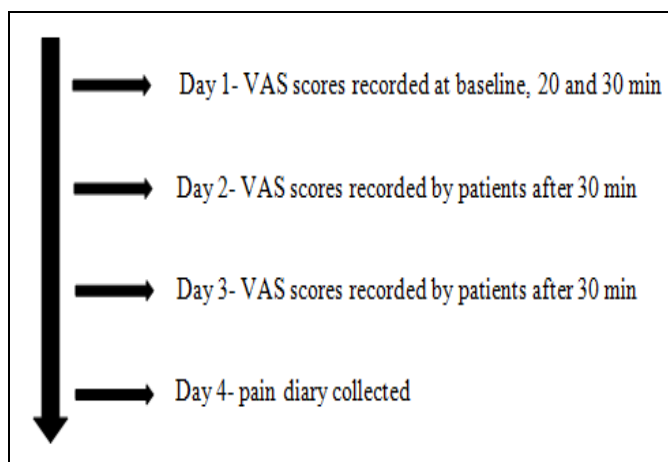 Day 1- VAS scores recorded at baseline, 20 and 30 min
Day 2- VAS scores recorded by patients after 30 min
Day 3- VAS scores recorded by patients after 30 min
Day 4- pain diary collected